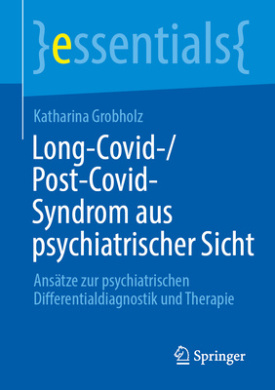 }essentials{
Katharina Grobholz
Long-Covid-/
Post-Covid-
Syndrom aus
psychiatrischer Sicht
Ansätze zur psychiatrischen
Differentialdiagnostik und Therapie
Springer